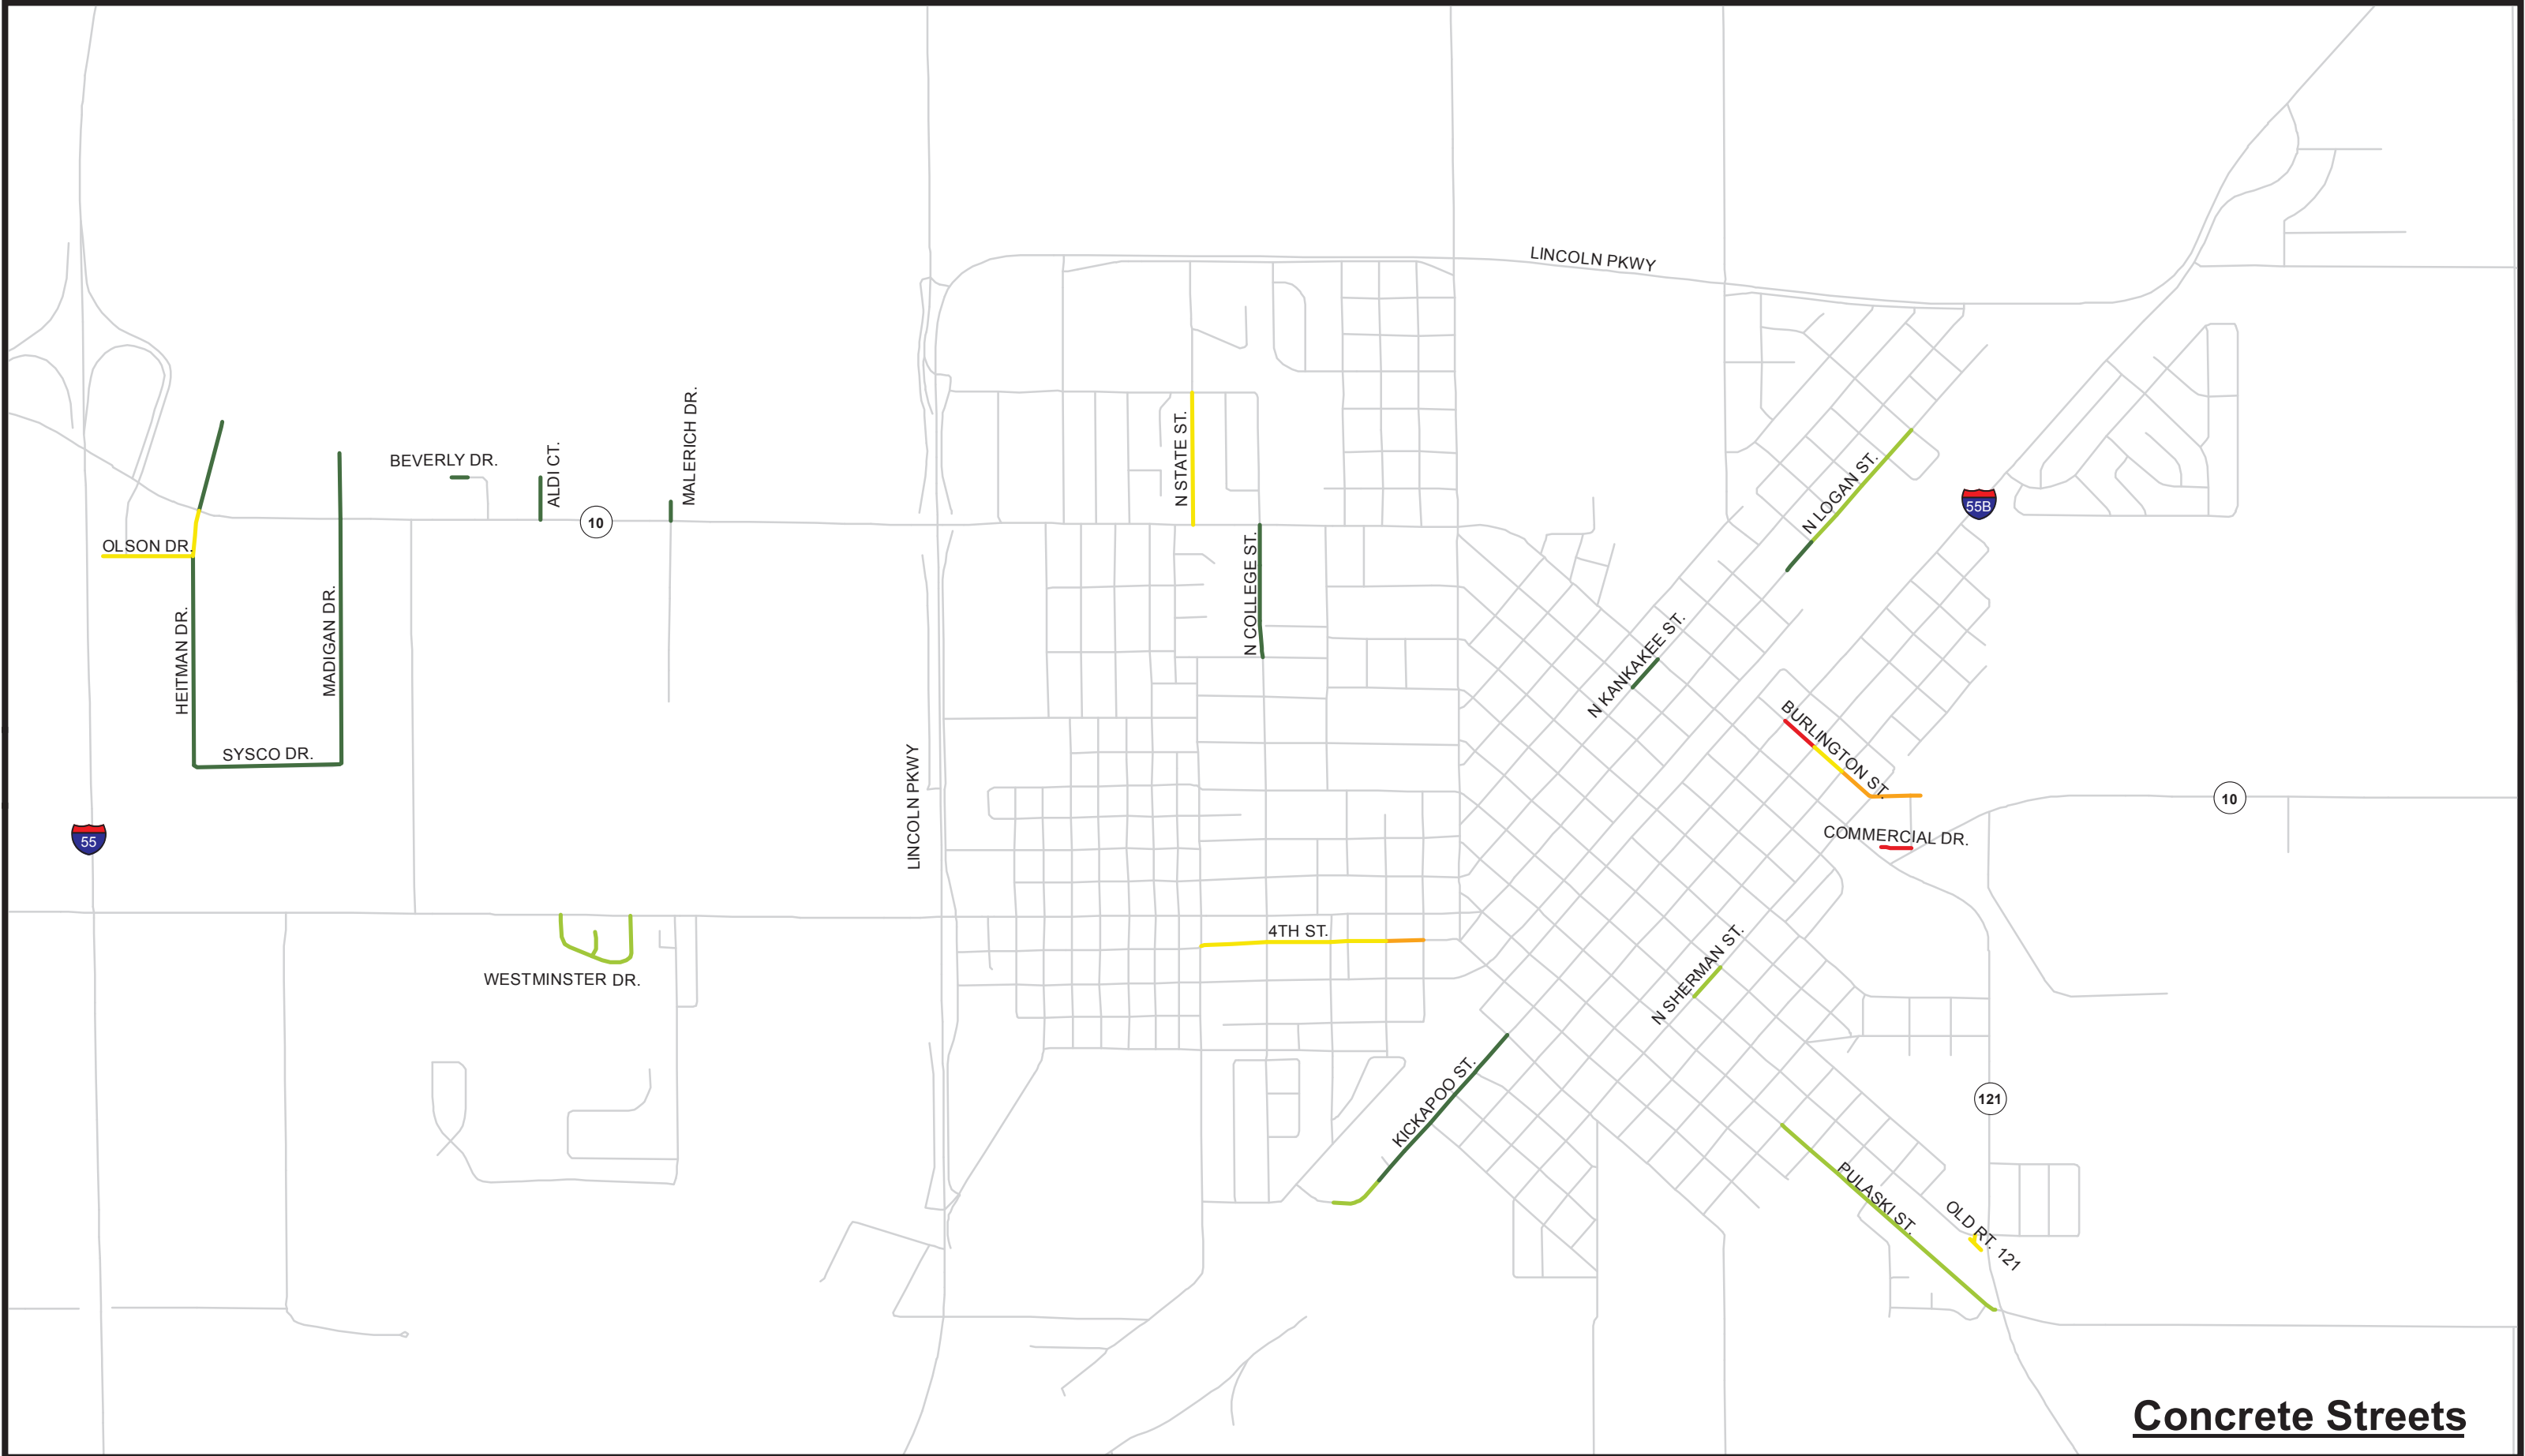 LINCOLN PKWY
MALERICH DR.
BEVERLY DR.
ALDI CT.
N STATE ST.
N LOGAN ST.
55B
10
OLSON DR.
N COLLEGE ST.
HEITMAN DR.
MADIGAN DR.
N KANKAKEE ST.
SYSCO DR.
BURLINGTON ST.
LINCOLN PKWY
10
55
COMMERCIAL DR.
4TH ST.
WESTMINSTER DR.
N SHERMAN ST.
KICKAPOO ST.
121
PULASKI ST.
OLD RT. 121
Concrete Streets